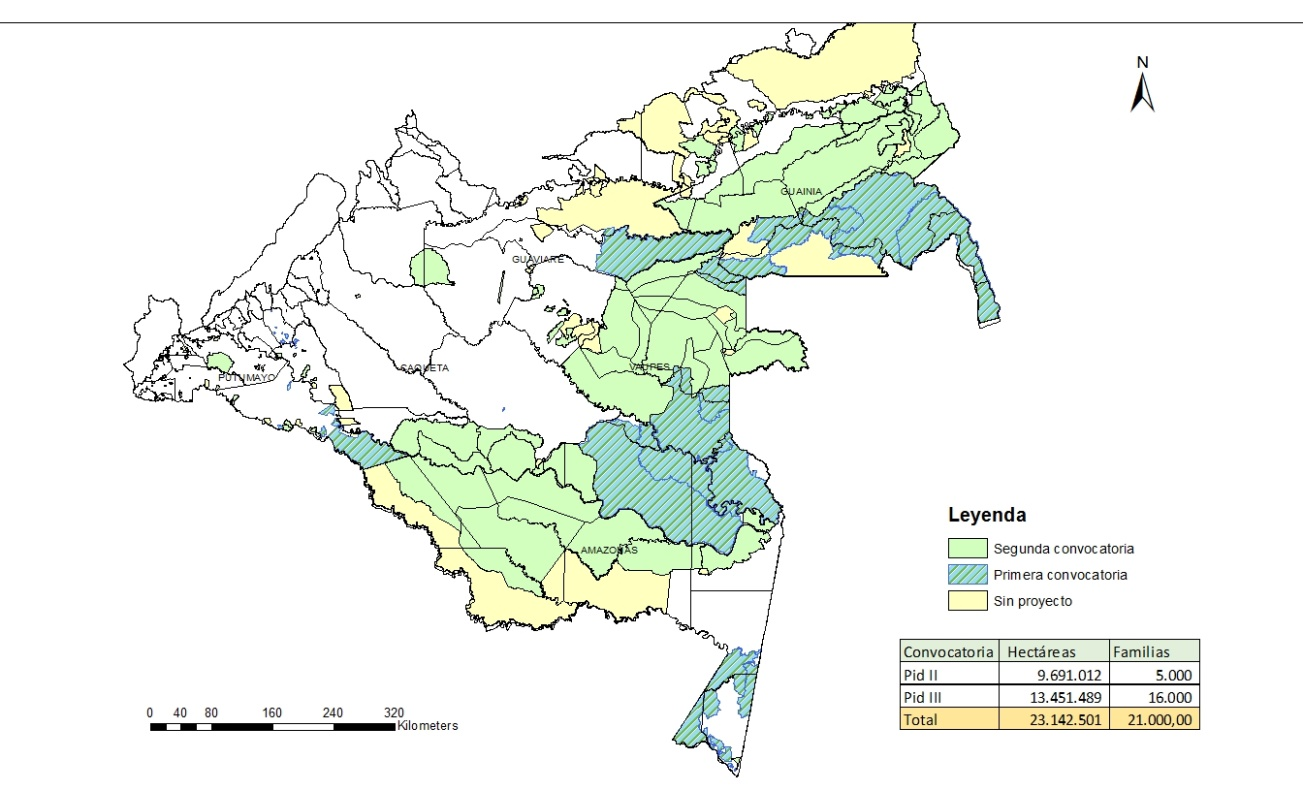 N
GUAINIA
GUAVIARE
CAQUETA
VAUPES
PUTUMAYO
AMAZONAS
Leyenda
Segunda convocatoria
Primera convocatoria
Sin proyecto
Convocatoria Hectáreas Familias
Pid II 9.691.012 5.000
Pid III 13.451.489 16.000
Total 23.142.501 21.000,00
0 40 80 160 240 320
Kilometers